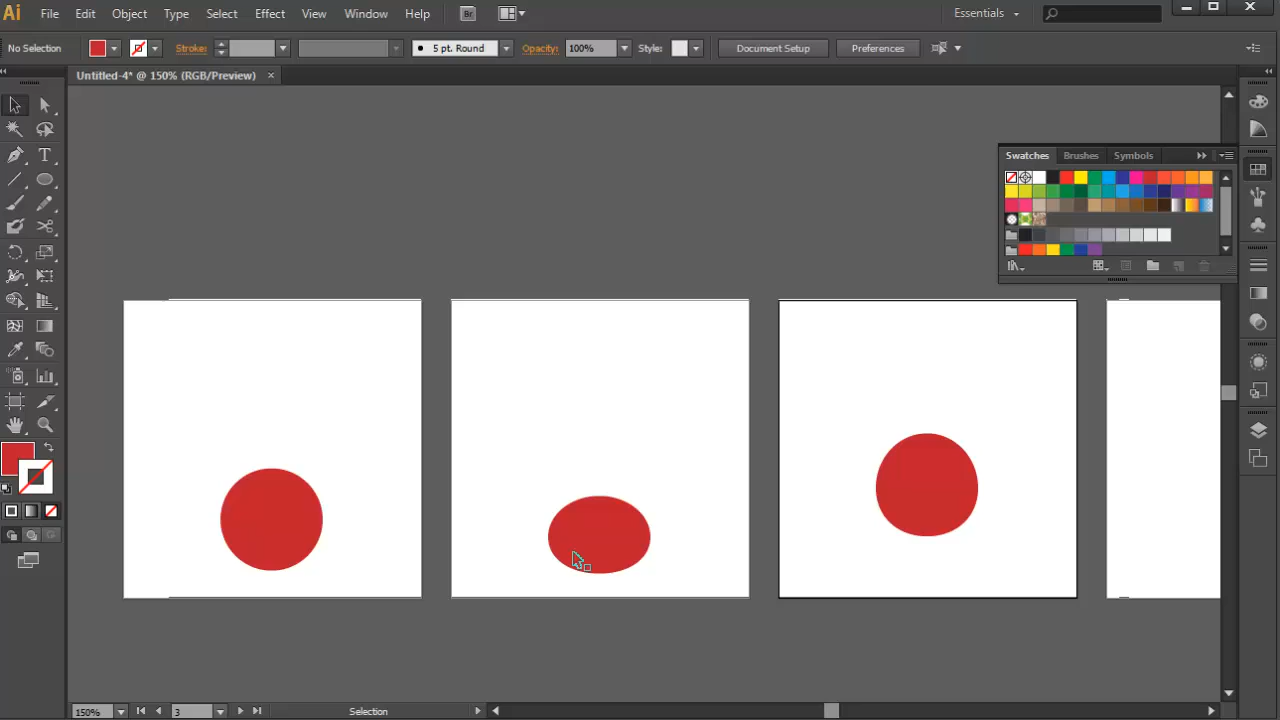 Ai File Edit Object Type Select Effect View Window Help Br Essentials
No Selection Stroke: 5 pt. Round Opacity: 100% Style: Document Setup Preferences
Untitled-4* @ 150% (RGB/Preview) ×
Swatches Brushes Symbols
T
150% 3 Selection